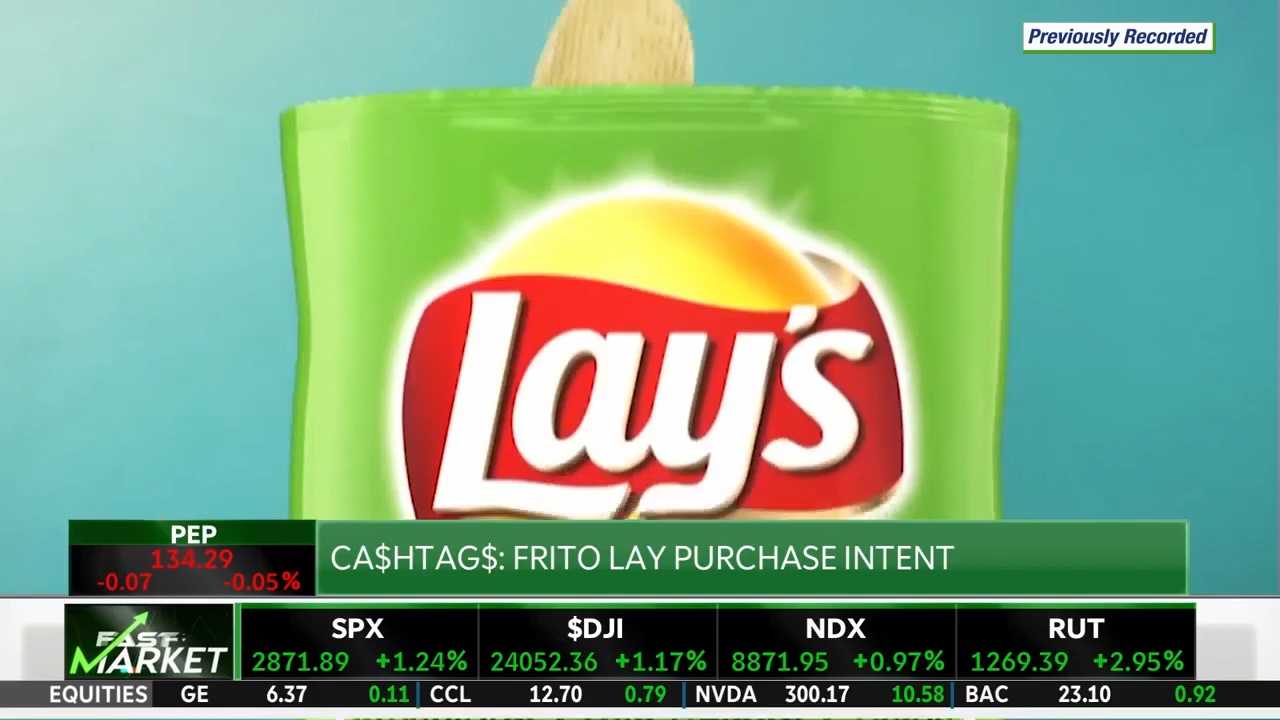 Previously Recorded
Lay's
PEP
134.29
-0.07 -0.05%
CA$HTAG$: FRITO LAY PURCHASE INTENT
FAST
MARKET
SPX $DJI NDX RUT
2871.89 +1.24% 24052.36 +1.17% 8871.95 +0.97% 1269.39 +2.95%
EQUITIES GE 6.37 0.11 CCL 12.70 0.79 NVDA 300.17 10.58 BAC 23.10 0.92